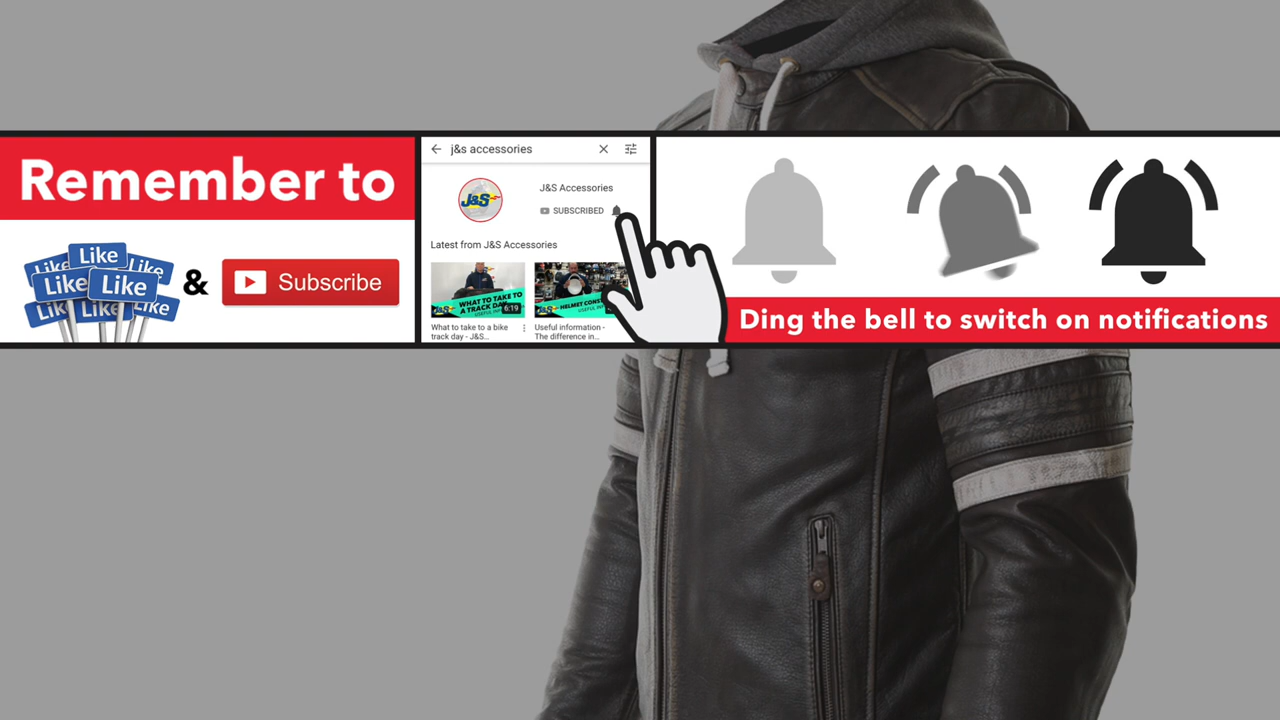 Remember to
Like
Like
Like
Like
Like
Like
Like
Like
& Subscribe
j&s accessories
J&S
J&S Accessories
SUBSCRIBED
Latest from J&S Accessories
WHAT TO TAKE TO
A TRACK DAY
6:19
J&S
What to take to a bike
track day - J&S...
Useful information -
The difference in...
Ding the bell to switch on notifications